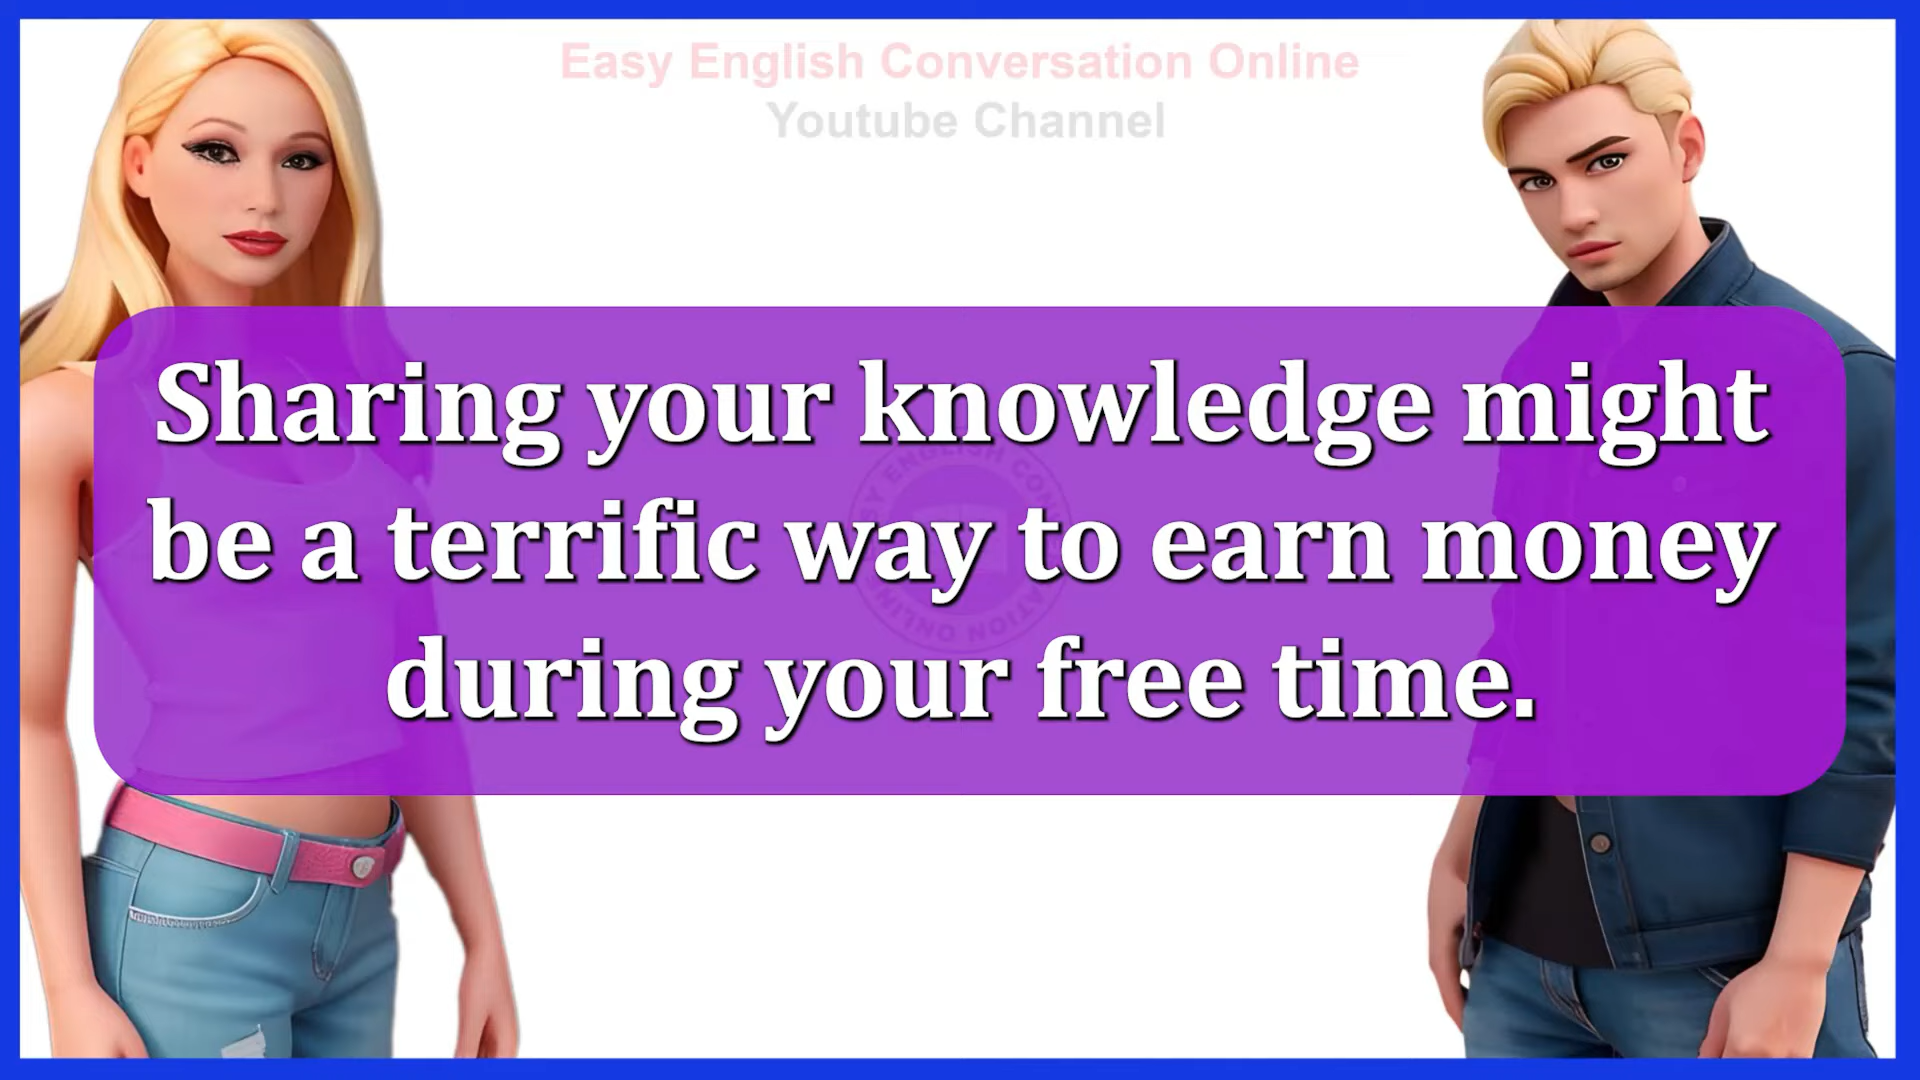 Easy English Conversation Online
Youtube Channel
Sharing your knowledge might
be a terrific way to earn money
during your free time.